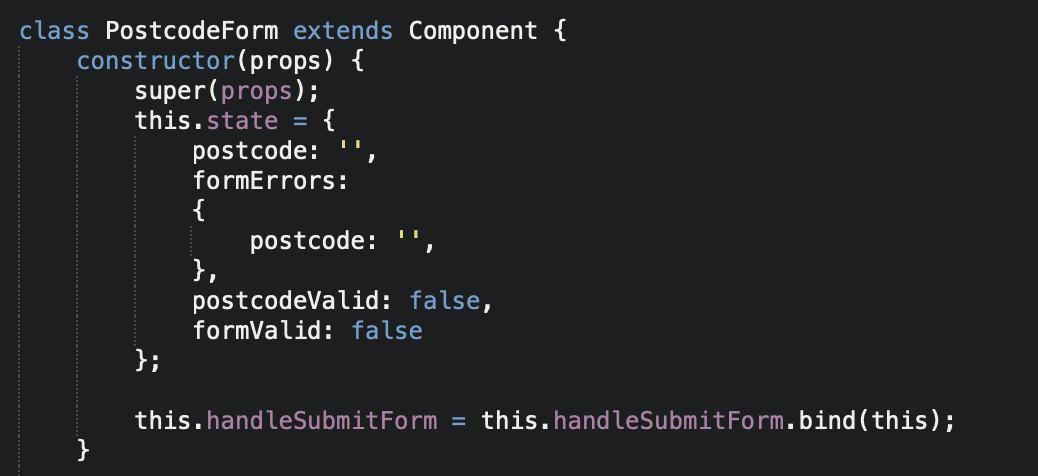 class PostcodeForm extends Component {
    constructor(props) {
        super(props);
        this.state = {
            postcode: '',
            formErrors:
            {
                postcode: '',
            },
            postcodeValid: false,
            formValid: false
        };

        this.handleSubmitForm = this.handleSubmitForm.bind(this);
    }